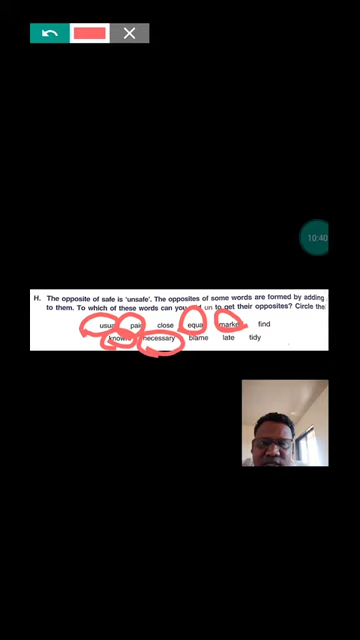 10:40
H. The opposite of safe is 'unsafe'. The opposites of some words are formed by adding
to them. To which of these words can you add un to get their opposites? Circle the
usual pair close equal market find
known necessary blame late tidy